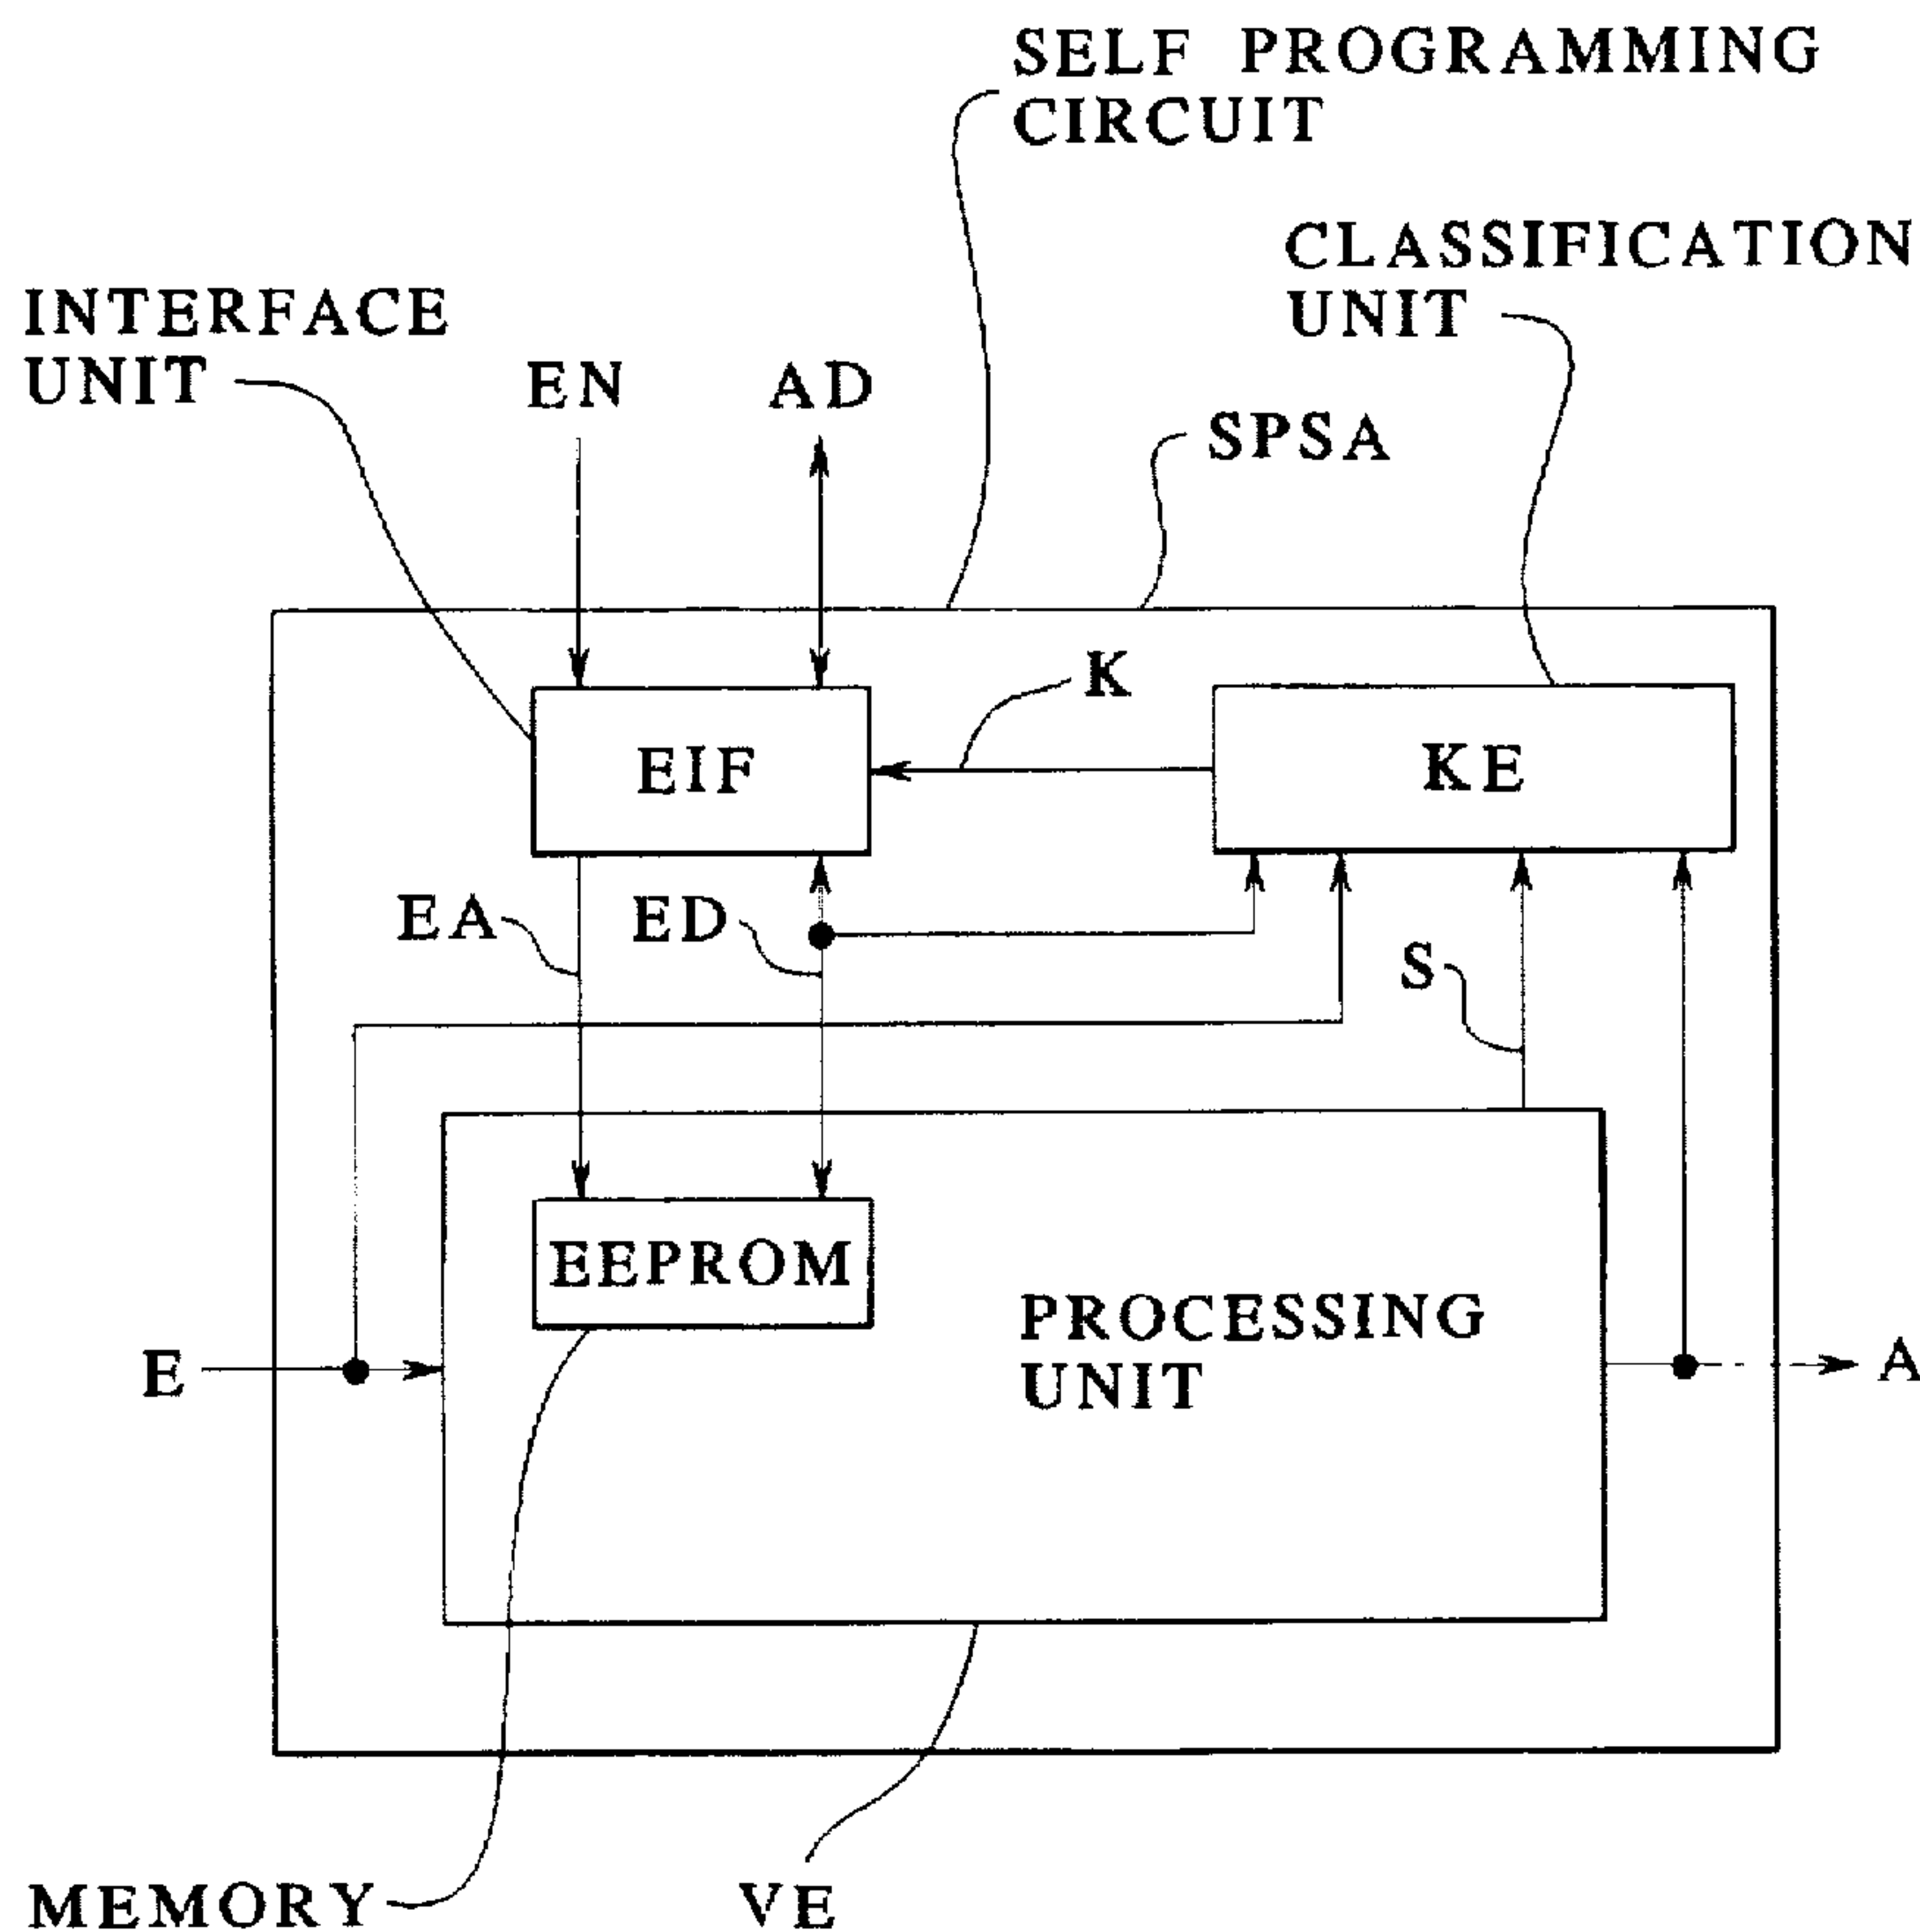 SELF PROGRAMMING
CIRCUIT
CLASSIFICATION
UNIT
INTERFACE
UNIT
EN
AD
SPSA
K
EIF
KE
EA
ED
S
EEPROM
PROCESSING
UNIT
E
A
MEMORY
VE